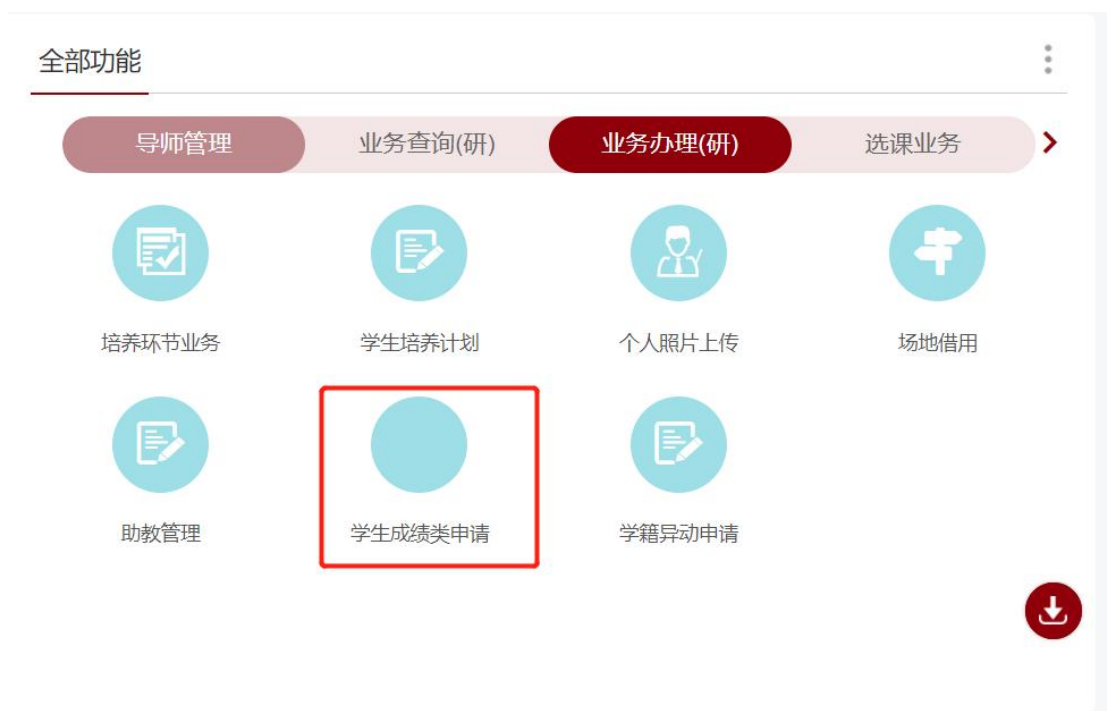 全部功能
导师管理 业务查询(研) 业务办理(研) 选课业务
培养环节业务 学生培养计划 个人照片上传 场地借用
助教管理 学生成绩类申请 学籍异动申请